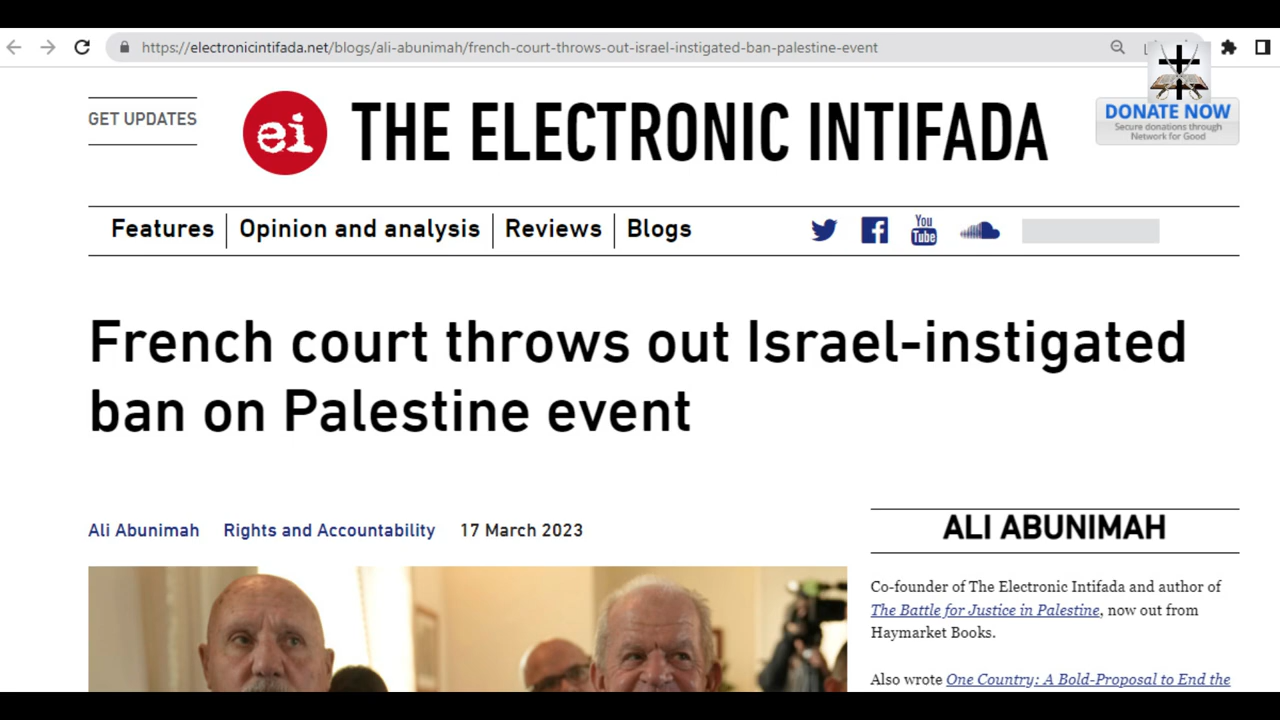 https://electronicintifada.net/blogs/ali-abunimah/french-court-throws-out-israel-instigated-ban-palestine-event
GET UPDATES
ei
THE ELECTRONIC INTIFADA
DONATE NOW
Secure donations through
Network for Good
Features
Opinion and analysis
Reviews
Blogs
You
Tube
French court throws out Israel-instigated
ban on Palestine event
Ali Abunimah
Rights and Accountability
17 March 2023
ALI ABUNIMAH
Co-founder of The Electronic Intifada and author of
The Battle for Justice in Palestine, now out from
Haymarket Books.
Also wrote One Country: A Bold-Proposal to End the